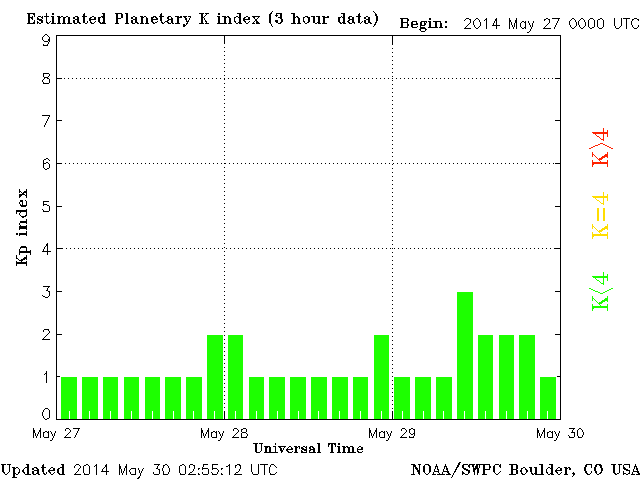 Estimated Planetary K index (3 hour data) Begin: 2014 May 27 0000 UTC
9
8
7
6
5
4
3
2
1
0
Kp index
K>4
K=4
K<4
May 27 May 28 May 29 May 30
Universal Time
Updated 2014 May 30 02:55:12 UTC NOAA/SWPC Boulder, CO USA